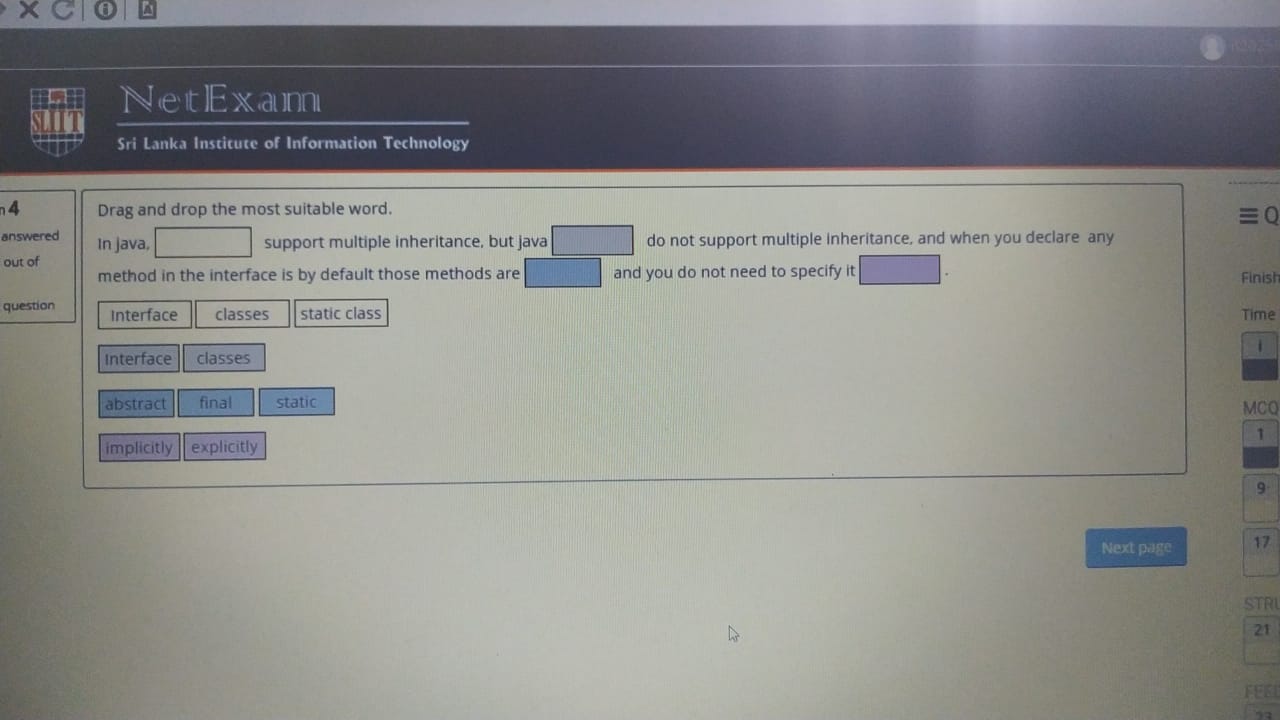 NetExam
SLIIT
Sri Lanka Institute of Information Technology
4
answered
out of
question
Drag and drop the most suitable word.
In java, support multiple inheritance, but java do not support multiple inheritance, and when you declare any
method in the interface is by default those methods are and you do not need to specify it .
Interface classes static class
Interface classes
abstract final static
implicitly explicitly
Next page
Q
Finish
Time
i
MCQ
1
9
17
STRU
21
FEED
23